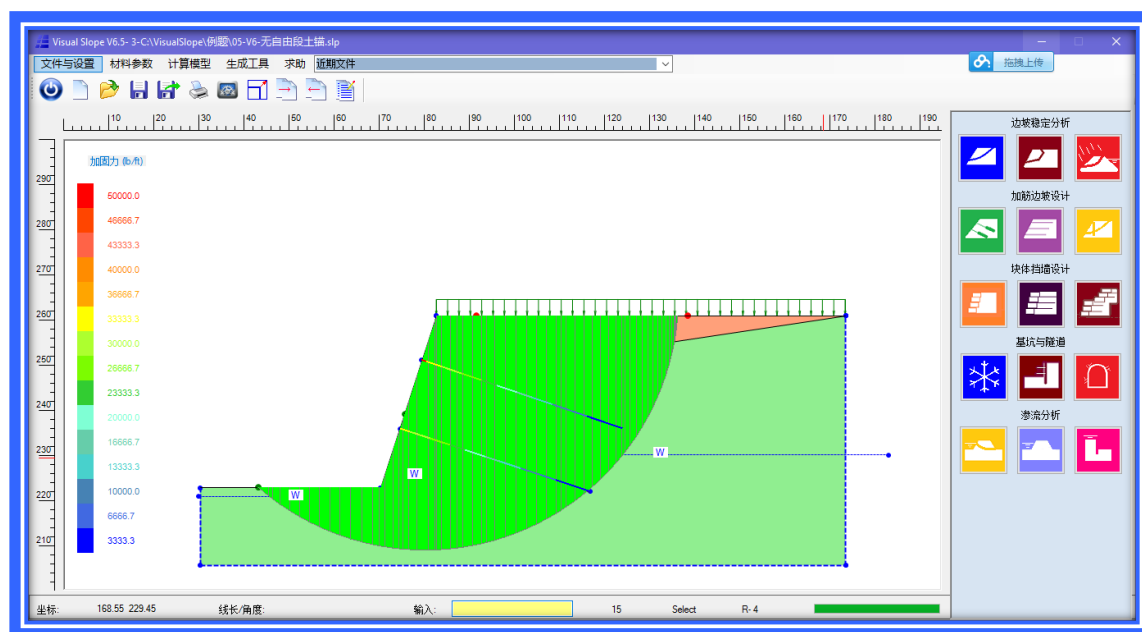 Visual Slope V6.5- 3-C:\VisualSlope\例题\05-V6-无自由段土锚.slp
文件与设置 材料参数 计算模型 生成工具 求助 近期文件
拖拽上传
10 20 30 40 50 60 70 80 90 100 110 120 130 140 150 160 170 180 190
边坡稳定分析
加筋边坡设计
块体挡墙设计
基坑与隧道
渗流分析
290
280
270
260
250
240
230
220
210
加固力 (lb/ft)
50000.0
46666.7
43333.3
40000.0
36666.7
33333.3
30000.0
26666.7
23333.3
20000.0
16666.7
13333.3
10000.0
6666.7
3333.3
W
W
W
坐标: 168.55 229.45 线长/角度: 输入: 15 Select R- 4